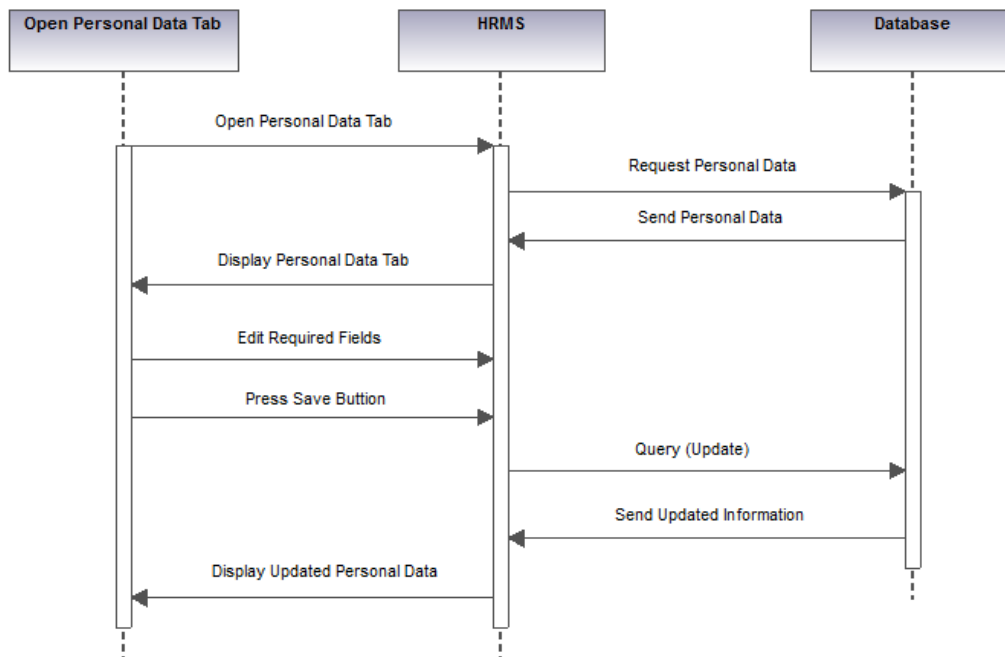 Open Personal Data Tab
HRMS
Database
Open Personal Data Tab
Request Personal Data
Send Personal Data
Display Personal Data Tab
Edit Required Fields
Press Save Buttion
Query (Update)
Send Updated Information
Display Updated Personal Data